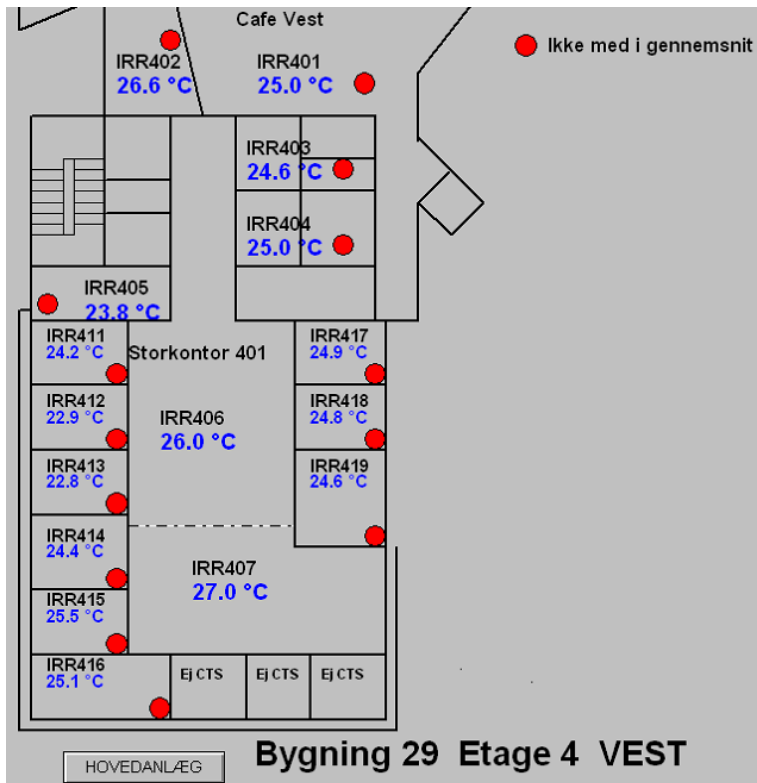 Cafe Vest
Ikke med i gennemsnit
IRR402
26.6 °C
IRR401
25.0 °C
IRR403
24.6 °C
IRR404
25.0 °C
IRR405
23.8 °C
IRR411
24.2 °C
Storkontor 401
IRR417
24.9 °C
IRR412
22.9 °C
IRR406
26.0 °C
IRR418
24.8 °C
IRR413
22.8 °C
IRR419
24.6 °C
IRR414
24.4 °C
IRR407
27.0 °C
IRR415
25.5 °C
IRR416
25.1 °C
Ej CTS
Ej CTS
Ej CTS
HOVEDANLÆG
Bygning 29 Etage 4 VEST